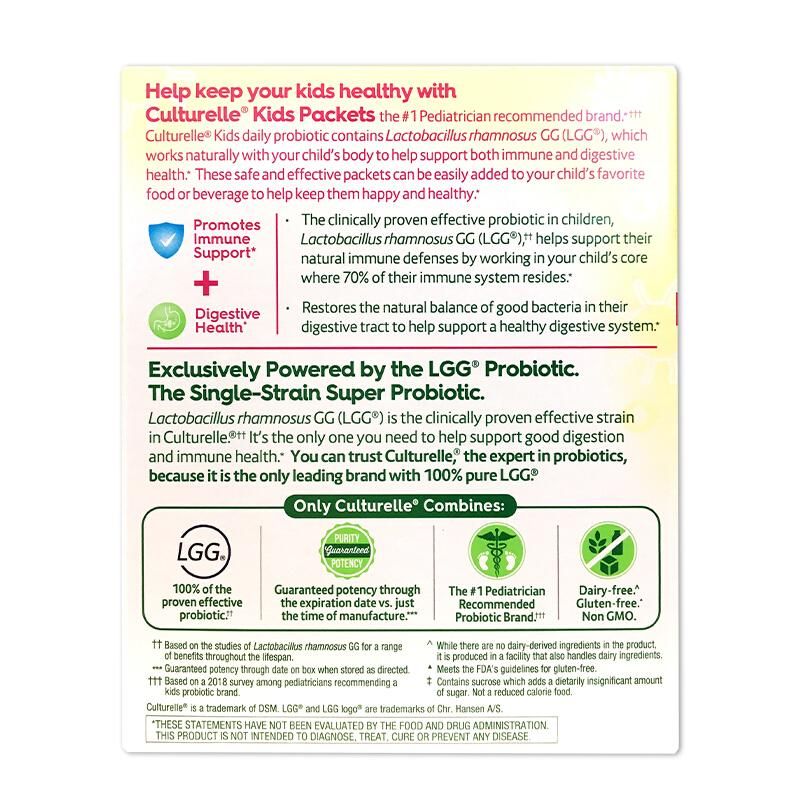 Help keep your kids healthy with
Culturelle® Kids Packets the #1 Pediatrician recommended brand.*†††
Culturelle® Kids daily probiotic contains Lactobacillus rhamnosus GG (LGG®), which
works naturally with your child's body to help support both immune and digestive
health.* These safe and effective packets can be easily added to your child's favorite
food or beverage to help keep them happy and healthy.*
Promotes
Immune
Support*
+
Digestive
Health*
· The clinically proven effective probiotic in children,
Lactobacillus rhamnosus GG (LGG®),†† helps support their
natural immune defenses by working in your child's core
where 70% of their immune system resides.*
· Restores the natural balance of good bacteria in their
digestive tract to help support a healthy digestive system.*
Exclusively Powered by the LGG® Probiotic.
The Single-Strain Super Probiotic.
Lactobacillus rhamnosus GG (LGG®) is the clinically proven effective strain
in Culturelle.®†† It's the only one you need to help support good digestion
and immune health.* You can trust Culturelle,® the expert in probiotics,
because it is the only leading brand with 100% pure LGG.®
Only Culturelle® Combines:
LGG®
100% of the
proven effective
probiotic.††
PURITY
Guaranteed
POTENCY
Guaranteed potency through
the expiration date vs. just
the time of manufacture.***
The #1 Pediatrician
Recommended
Probiotic Brand.†††
Dairy-free.^
Gluten-free.▲
Non GMO.
†† Based on the studies of Lactobacillus rhamnosus GG for a range
of benefits throughout the lifespan.
*** Guaranteed potency through date on box when stored as directed.
††† Based on a 2018 survey among pediatricians recommending a
kids probiotic brand.
^ While there are no dairy-derived ingredients in the product,
it is produced in a facility that also handles dairy ingredients.
▲ Meets the FDA's guidelines for gluten-free.
‡ Contains sucrose which adds a dietarily insignificant amount
of sugar. Not a reduced calorie food.
Culturelle® is a trademark of DSM. LGG® and LGG logo® are trademarks of Chr. Hansen A/S.
*THESE STATEMENTS HAVE NOT BEEN EVALUATED BY THE FOOD AND DRUG ADMINISTRATION.
THIS PRODUCT IS NOT INTENDED TO DIAGNOSE, TREAT, CURE OR PREVENT ANY DISEASE.